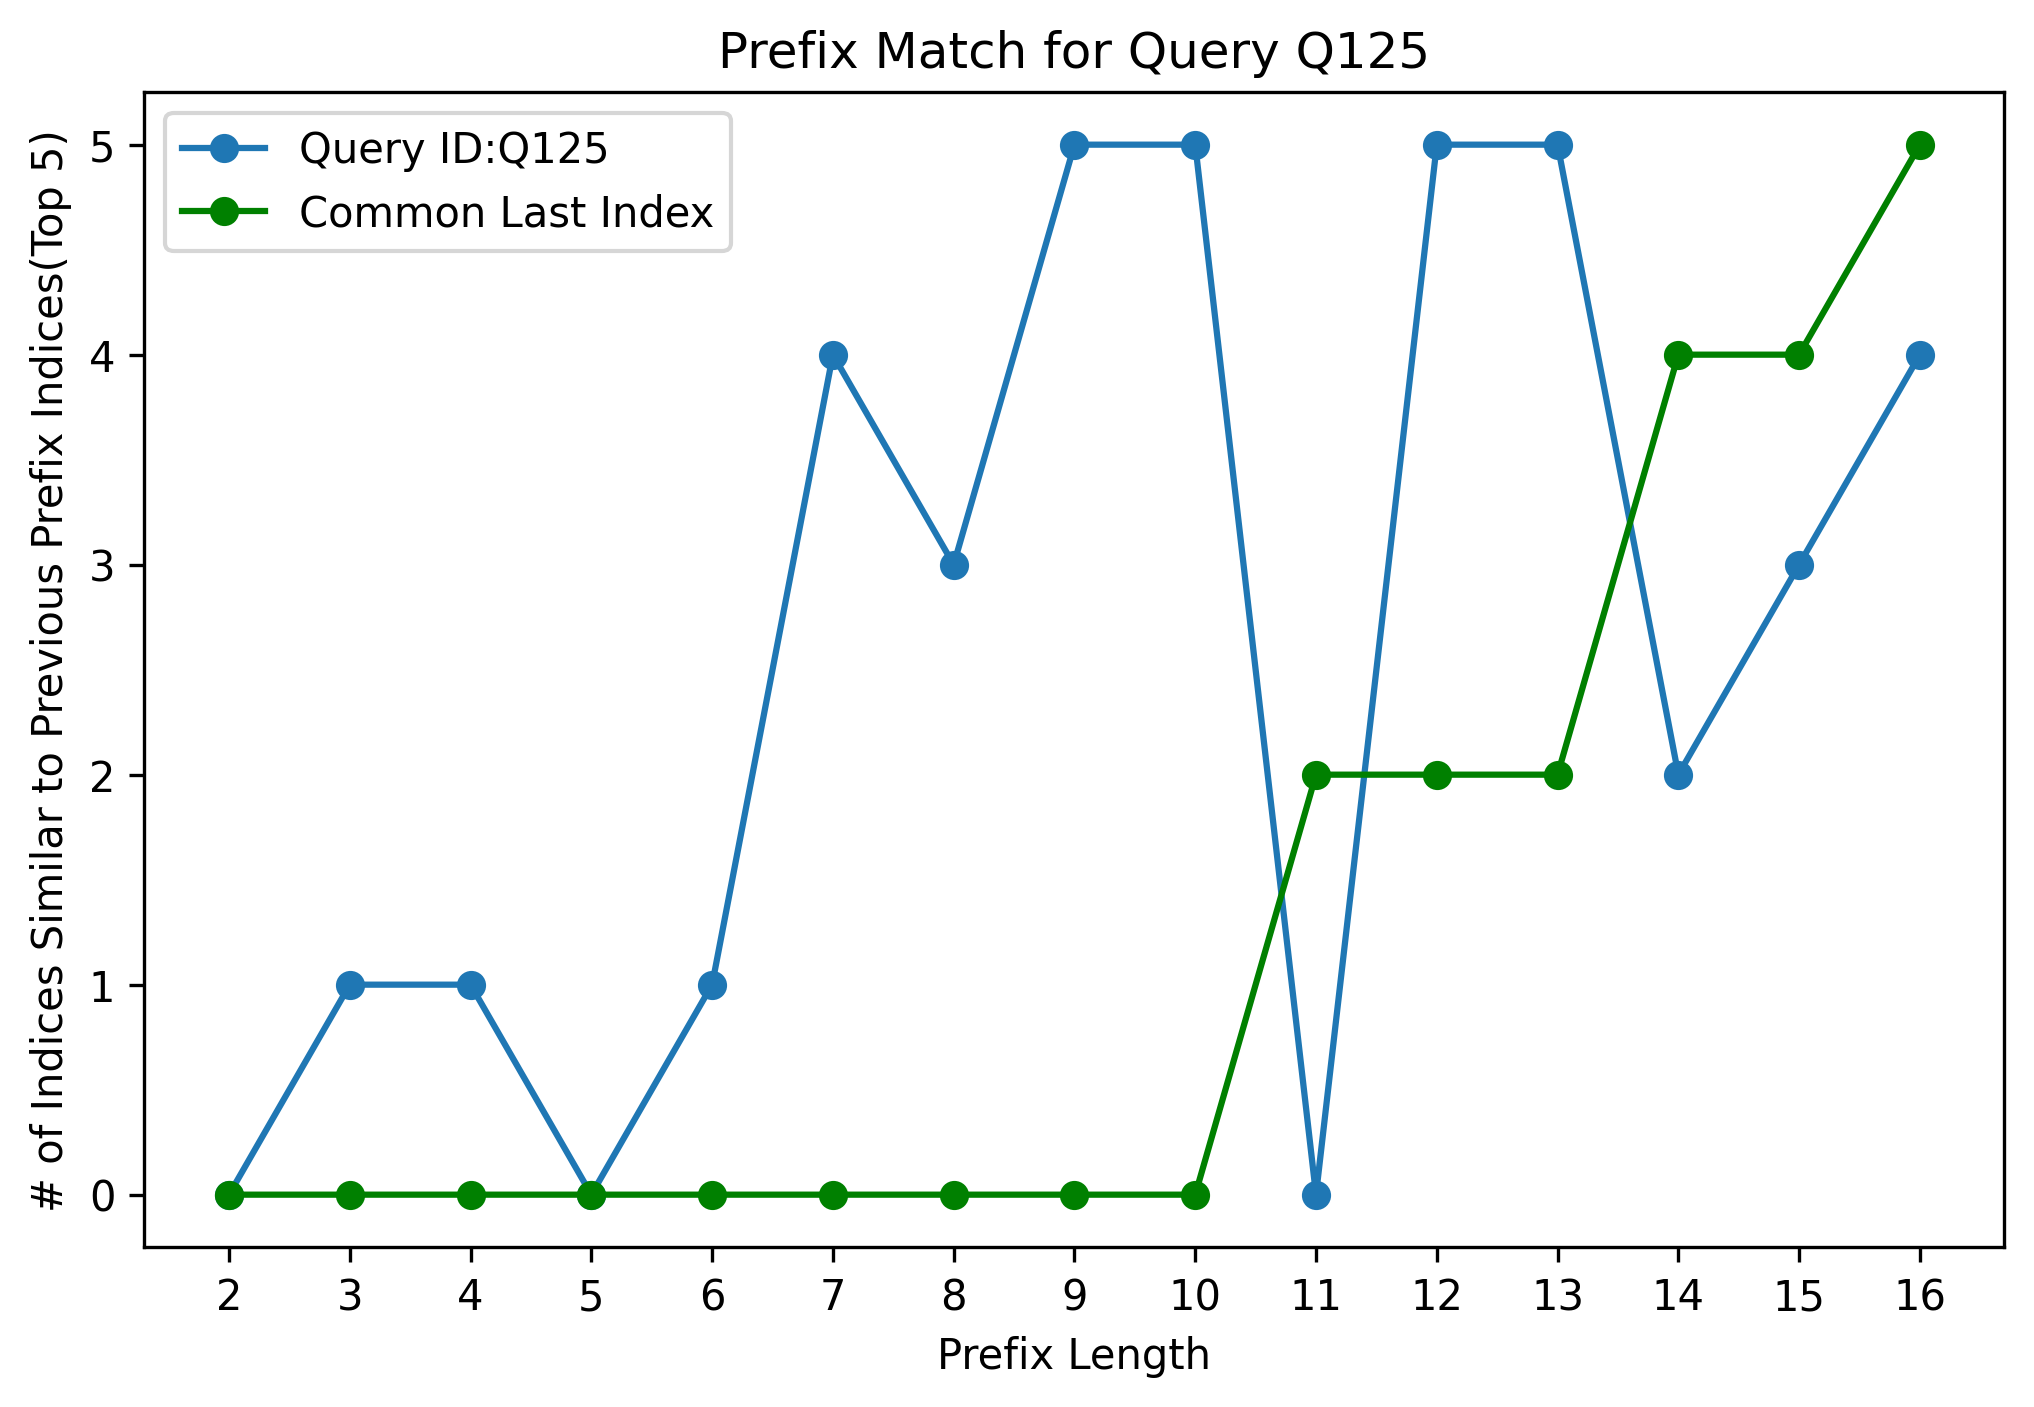 Prefix Match for Query Q125
Query ID:Q125
Common Last Index
# of Indices Similar to Previous Prefix Indices(Top 5)
5
4
3
2
1
0
2 3 4 5 6 7 8 9 10 11 12 13 14 15 16
Prefix Length